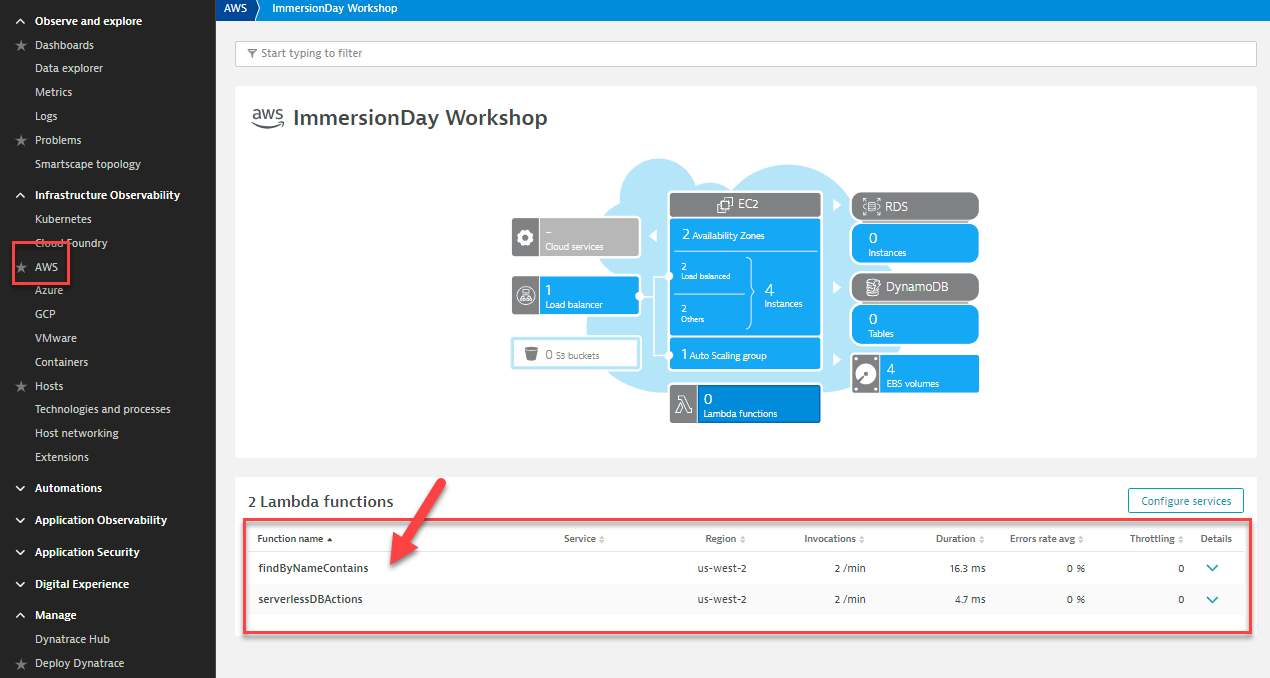 Observe and explore
Dashboards
Data explorer
Metrics
Logs
Problems
Smartscape topology
Infrastructure Observability
Kubernetes
Cloud Foundry
AWS
Azure
GCP
VMware
Containers
Hosts
Technologies and processes
Host networking
Extensions
Automations
Application Observability
Application Security
Digital Experience
Manage
Dynatrace Hub
Deploy Dynatrace
AWS ImmersionDay Workshop
Start typing to filter
aws ImmersionDay Workshop
–
Cloud services
1
Load balancer
0 S3 buckets
EC2
2 Availability Zones
2
Load balanced
2
Others
4
Instances
1 Auto Scaling group
0
Lambda functions
RDS
0
Instances
DynamoDB
0
Tables
4
EBS volumes
2 Lambda functions
Configure services
Function name Service Region Invocations Duration Errors rate avg Throttling Details
findByNameContains us-west-2 2 /min 16.3 ms 0 % 0
serverlessDBActions us-west-2 2 /min 4.7 ms 0 % 0